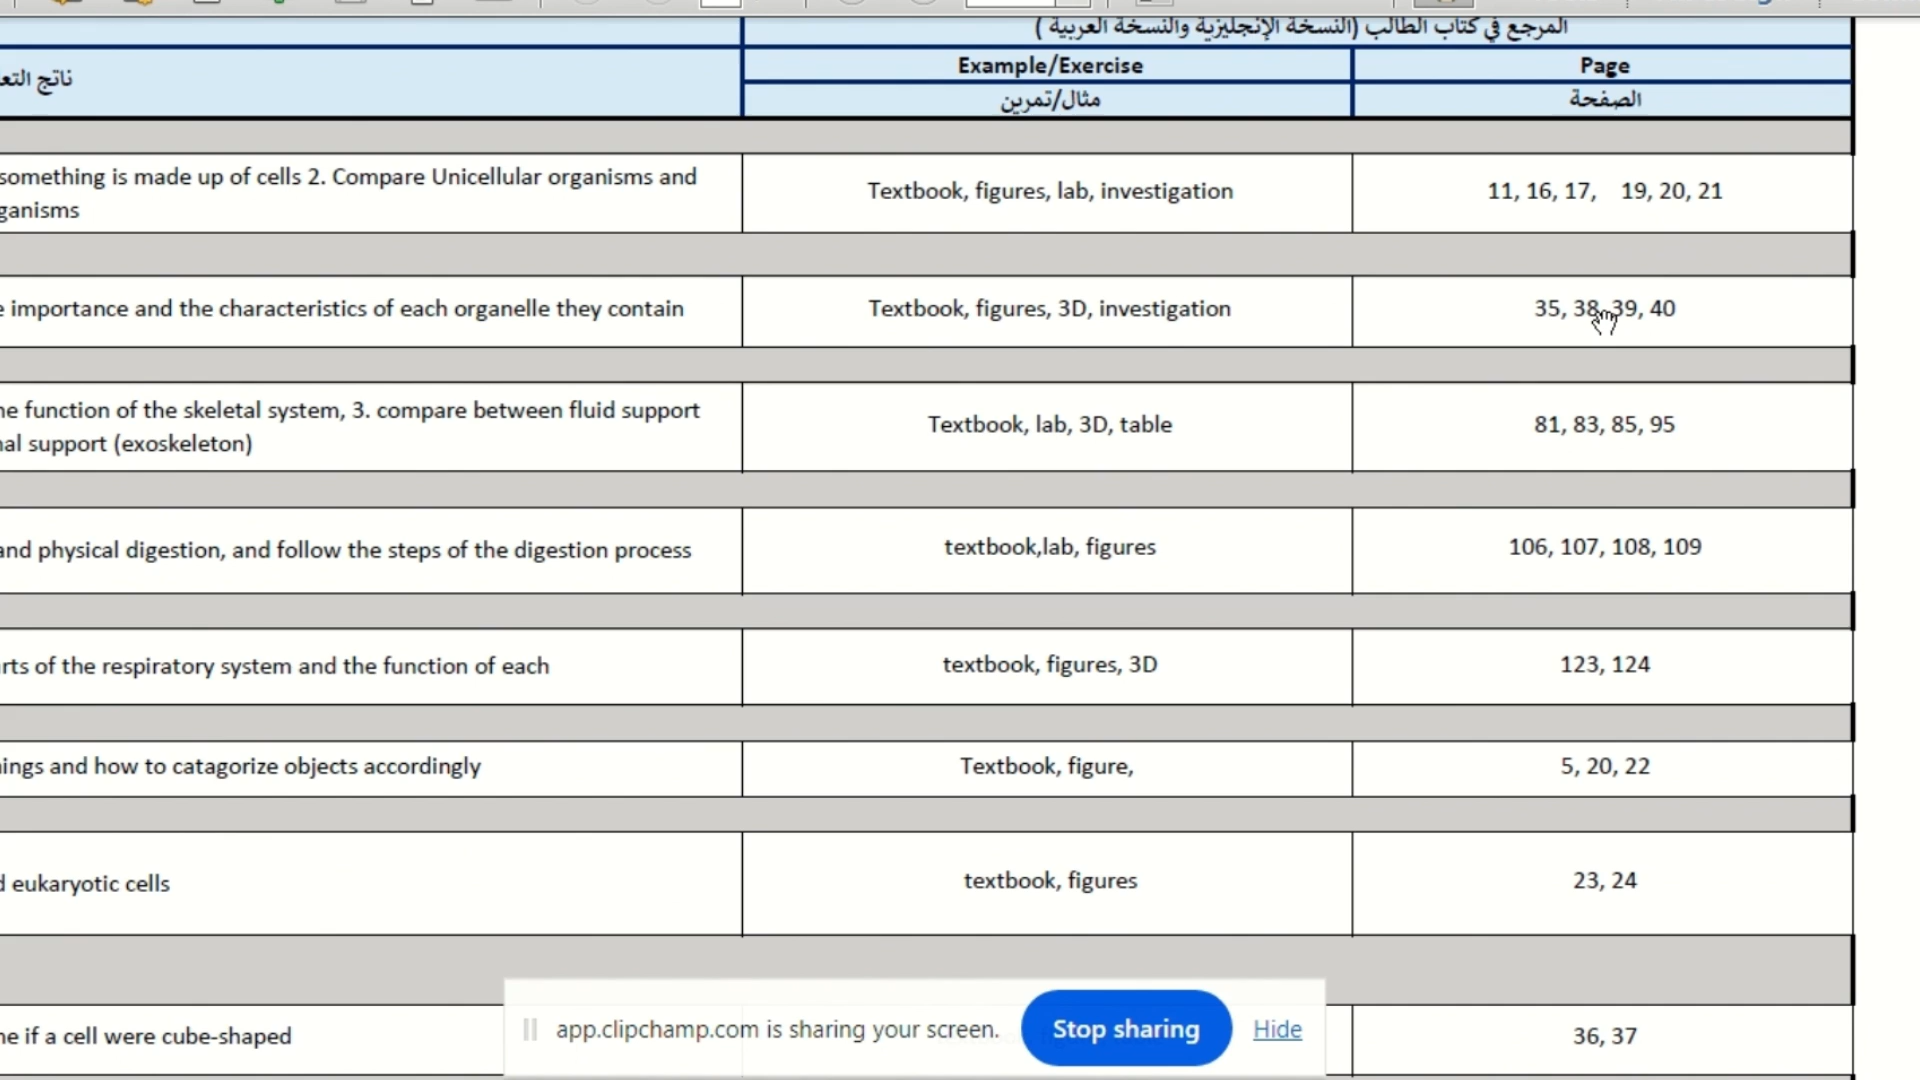 المرجع في كتاب الطالب (النسخة الإنجليزية والنسخة العربية )
ناتج التع
Example/Exercise
Page
مثال/تمرين
الصفحة
something is made up of cells 2. Compare Unicellular organisms and
ganisms
Textbook, figures, lab, investigation
11, 16, 17, 19, 20, 21
e importance and the characteristics of each organelle they contain
Textbook, figures, 3D, investigation
35, 38, 39, 40
ne function of the skeletal system, 3. compare between fluid support
nal support (exoskeleton)
Textbook, lab, 3D, table
81, 83, 85, 95
and physical digestion, and follow the steps of the digestion process
textbook,lab, figures
106, 107, 108, 109
rts of the respiratory system and the function of each
textbook, figures, 3D
123, 124
ings and how to catagorize objects accordingly
Textbook, figure,
5, 20, 22
d eukaryotic cells
textbook, figures
23, 24
ne if a cell were cube-shaped
36, 37
app.clipchamp.com is sharing your screen.
Stop sharing
Hide